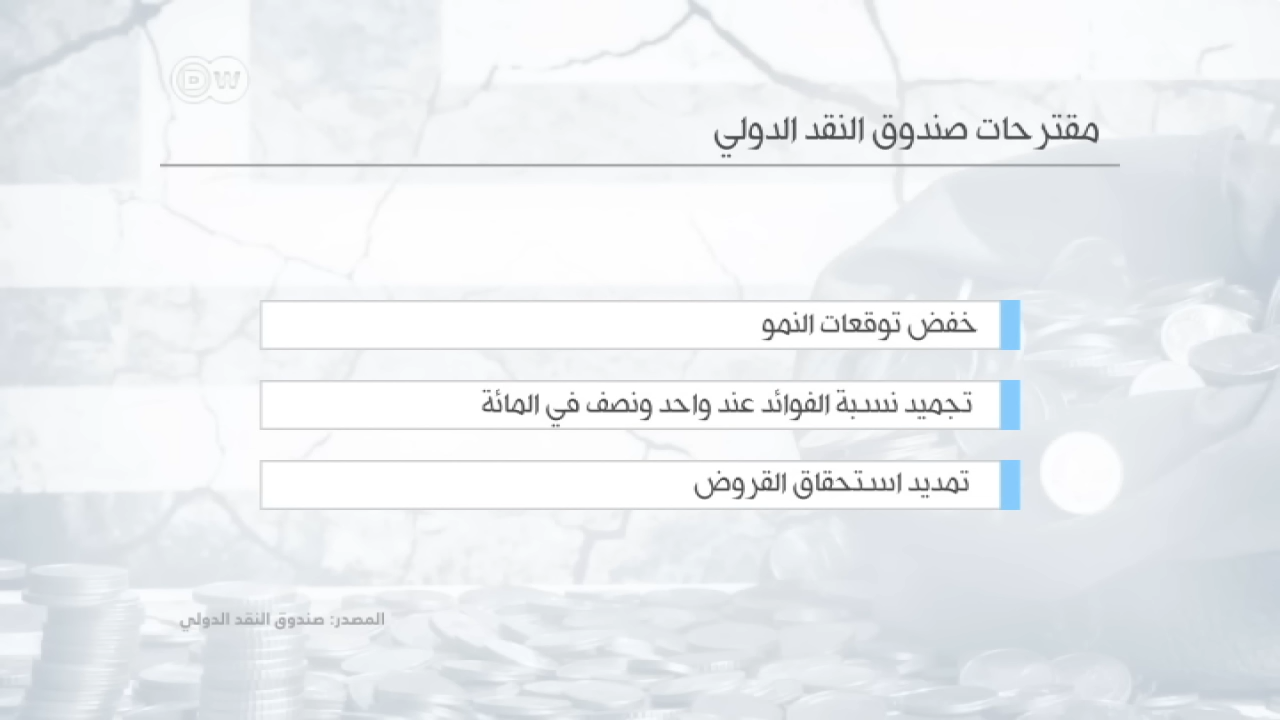 DW
مقترحات صندوق النقد الدولي
خفض توقعات النمو
تجميد نسبة الفوائد عند واحد ونصف في المائة
تمديد استحقاق القروض
المصدر: صندوق النقد الدولي